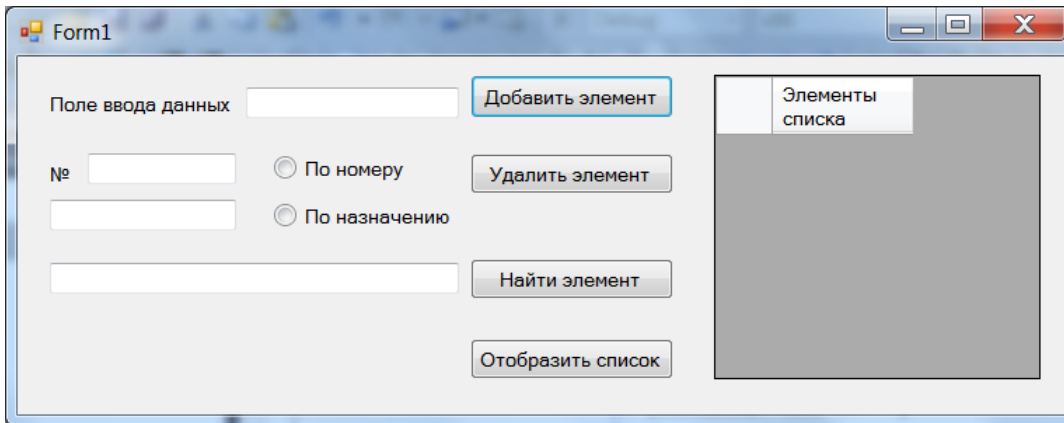 Form1
Поле ввода данных
Добавить элемент
Элементы
списка
№
По номеру
Удалить элемент
По назначению
Найти элемент
Отобразить список